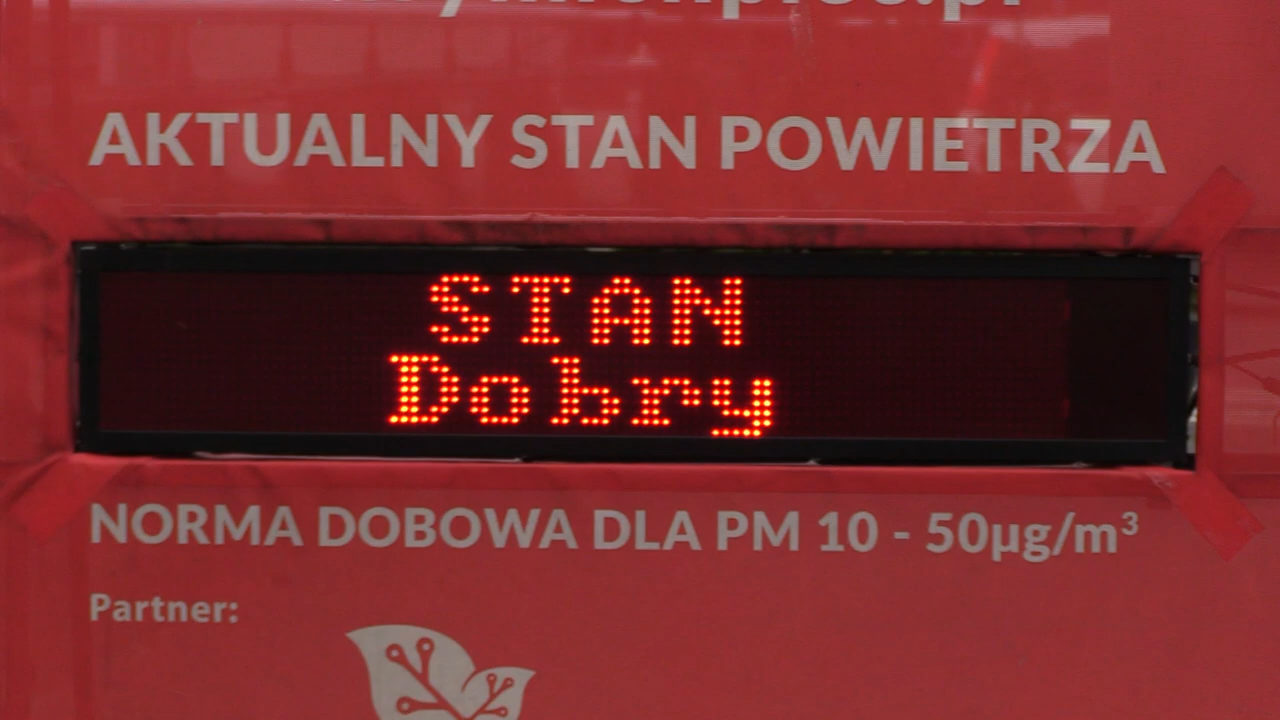 AKTUALNY STAN POWIETRZA
STAN
Dobry
NORMA DOBOWA DLA PM 10 - 50µg/m³
Partner: